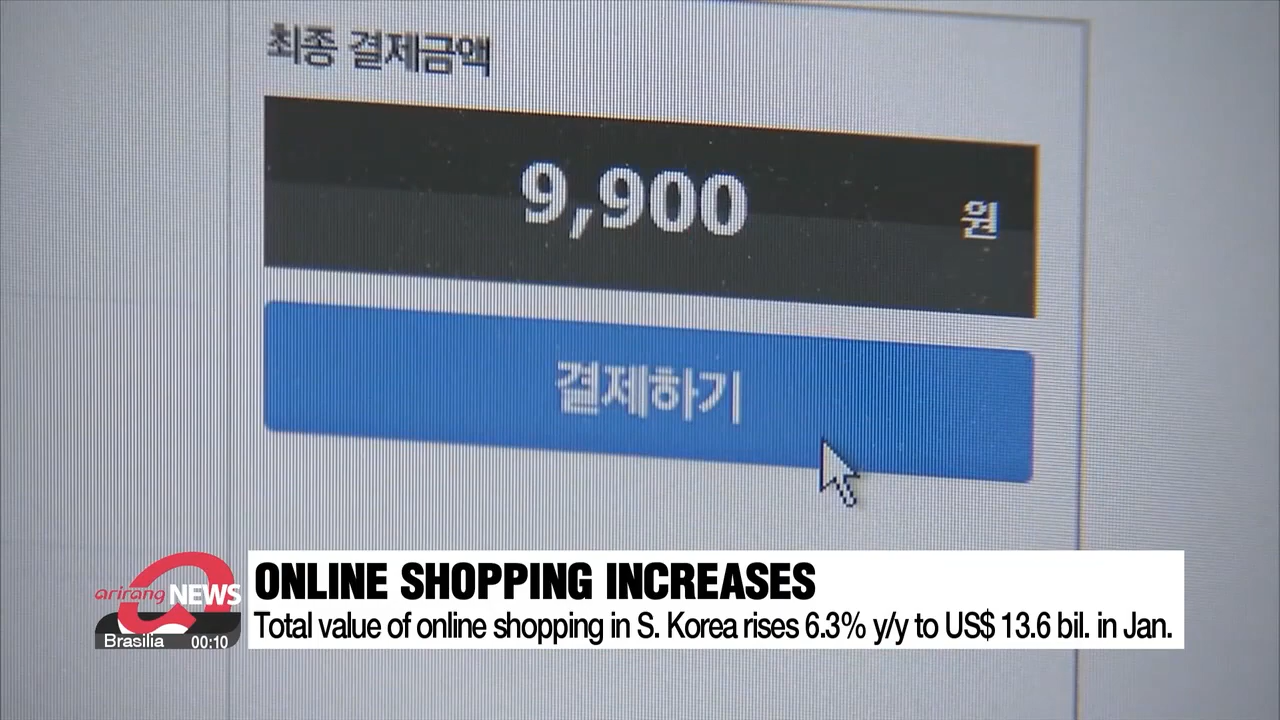 최종 결제금액
9,900 원
결제하기
arirang NEWS
Brasilia 00:10
ONLINE SHOPPING INCREASES
Total value of online shopping in S. Korea rises 6.3% y/y to US$ 13.6 bil. in Jan.